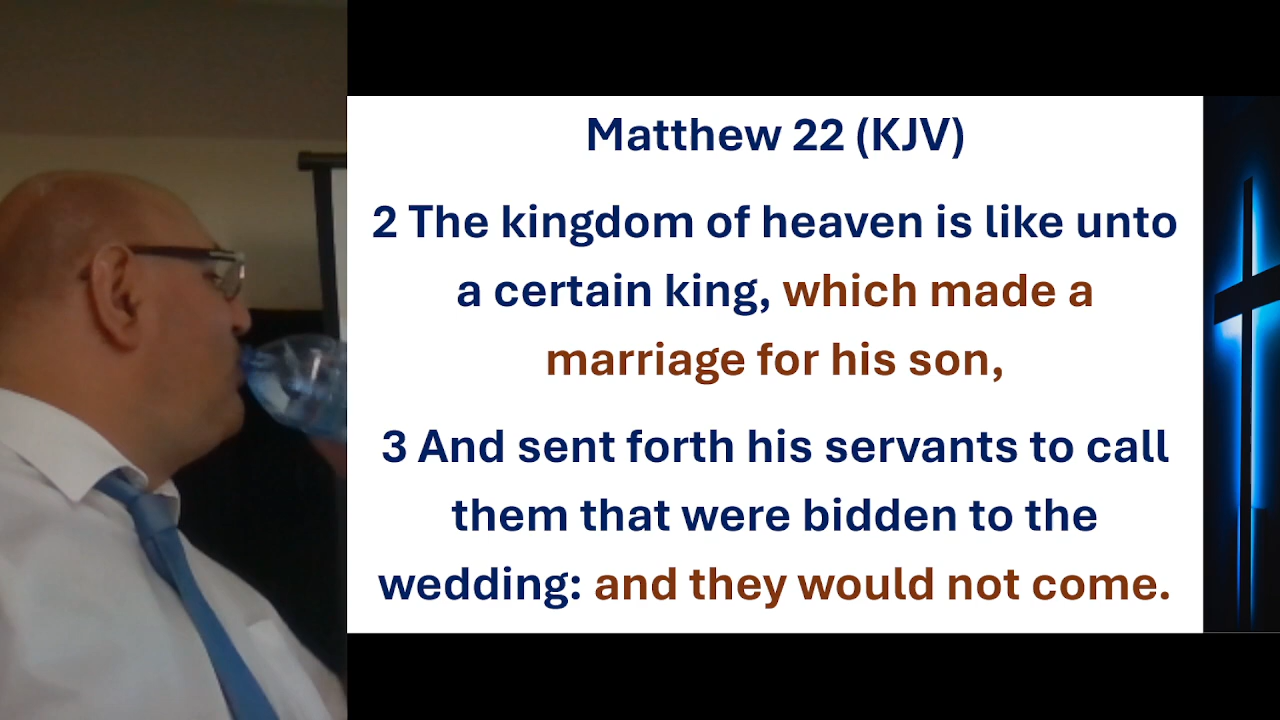 Matthew 22 (KJV)
2 The kingdom of heaven is like unto
a certain king, which made a
marriage for his son,
3 And sent forth his servants to call
them that were bidden to the
wedding: and they would not come.